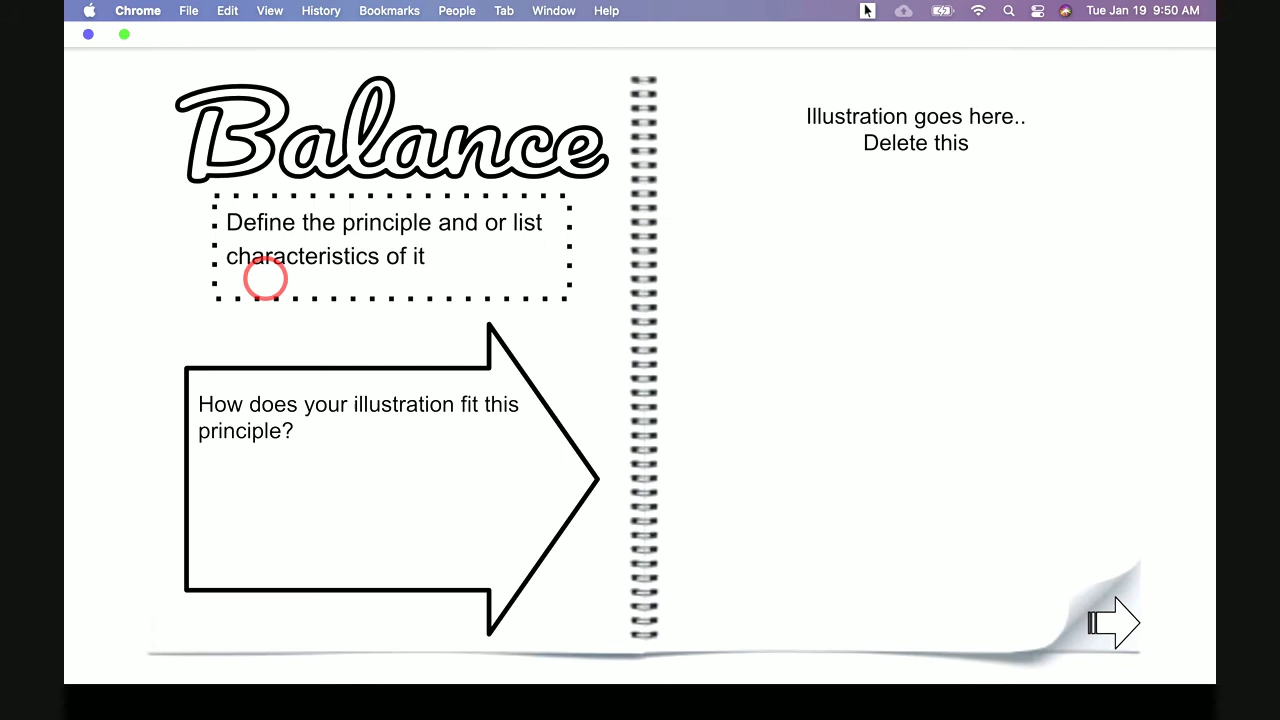 Chrome File Edit View History Bookmarks People Tab Window Help Tue Jan 19 9:50 AM
Balance
Define the principle and or list
characteristics of it
How does your illustration fit this
principle?
Illustration goes here..
Delete this